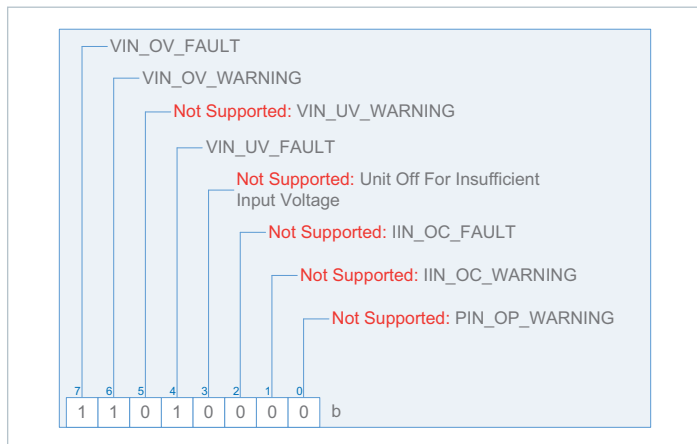 VIN_OV_FAULT
VIN_OV_WARNING
Not Supported: VIN_UV_WARNING
VIN_UV_FAULT
Not Supported: Unit Off For Insufficient
Input Voltage
Not Supported: IIN_OC_FAULT
Not Supported: IIN_OC_WARNING
Not Supported: PIN_OP_WARNING
7 6 5 4 3 2 1 0
1 1 0 1 0 0 0 0 b